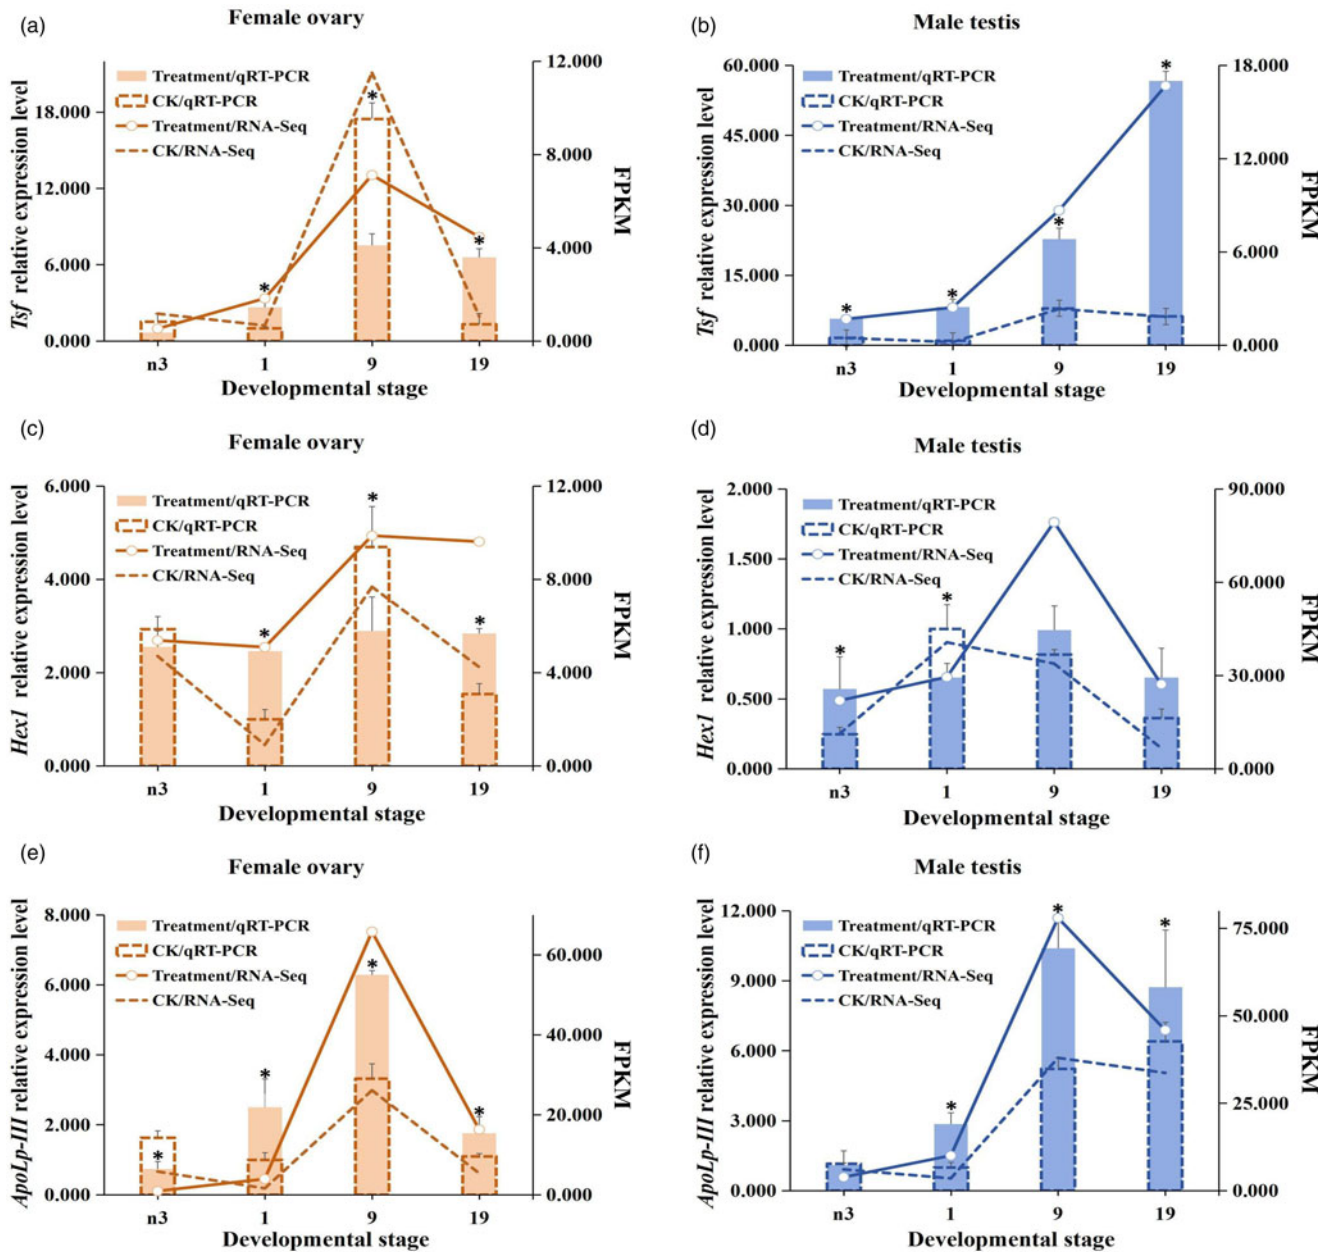 (a)
Female ovary
Treatment/qRT-PCR
CK/qRT-PCR
Treatment/RNA-Seq
CK/RNA-Seq
Tsf relative expression level
18.000
12.000
6.000
0.000
*
*
*
12.000
8.000
4.000
0.000
FPKM
n3 1 9 19
Developmental stage
(b)
Male testis
Treatment/qRT-PCR
CK/qRT-PCR
Treatment/RNA-Seq
CK/RNA-Seq
Tsf relative expression level
60.000
45.000
30.000
15.000
0.000
*
*
*
*
18.000
12.000
6.000
0.000
FPKM
n3 1 9 19
Developmental stage
(c)
Female ovary
Treatment/qRT-PCR
CK/qRT-PCR
Treatment/RNA-Seq
CK/RNA-Seq
Hex1 relative expression level
6.000
4.000
2.000
0.000
*
*
*
12.000
8.000
4.000
0.000
FPKM
n3 1 9 19
Developmental stage
(d)
Male testis
Treatment/qRT-PCR
CK/qRT-PCR
Treatment/RNA-Seq
CK/RNA-Seq
Hex1 relative expression level
2.000
1.500
1.000
0.500
0.000
*
*
90.000
60.000
30.000
0.000
FPKM
n3 1 9 19
Developmental stage
(e)
Female ovary
Treatment/qRT-PCR
CK/qRT-PCR
Treatment/RNA-Seq
CK/RNA-Seq
ApoLp-III relative expression level
8.000
6.000
4.000
2.000
0.000
*
*
*
*
60.000
40.000
20.000
0.000
FPKM
n3 1 9 19
Developmental stage
(f)
Male testis
Treatment/qRT-PCR
CK/qRT-PCR
Treatment/RNA-Seq
CK/RNA-Seq
ApoLp-III relative expression level
12.000
9.000
6.000
3.000
0.000
*
*
*
75.000
50.000
25.000
0.000
FPKM
n3 1 9 19
Developmental stage